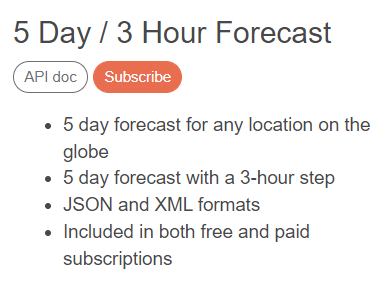 5 Day / 3 Hour Forecast
API doc Subscribe
• 5 day forecast for any location on the
globe
• 5 day forecast with a 3-hour step
• JSON and XML formats
• Included in both free and paid
subscriptions